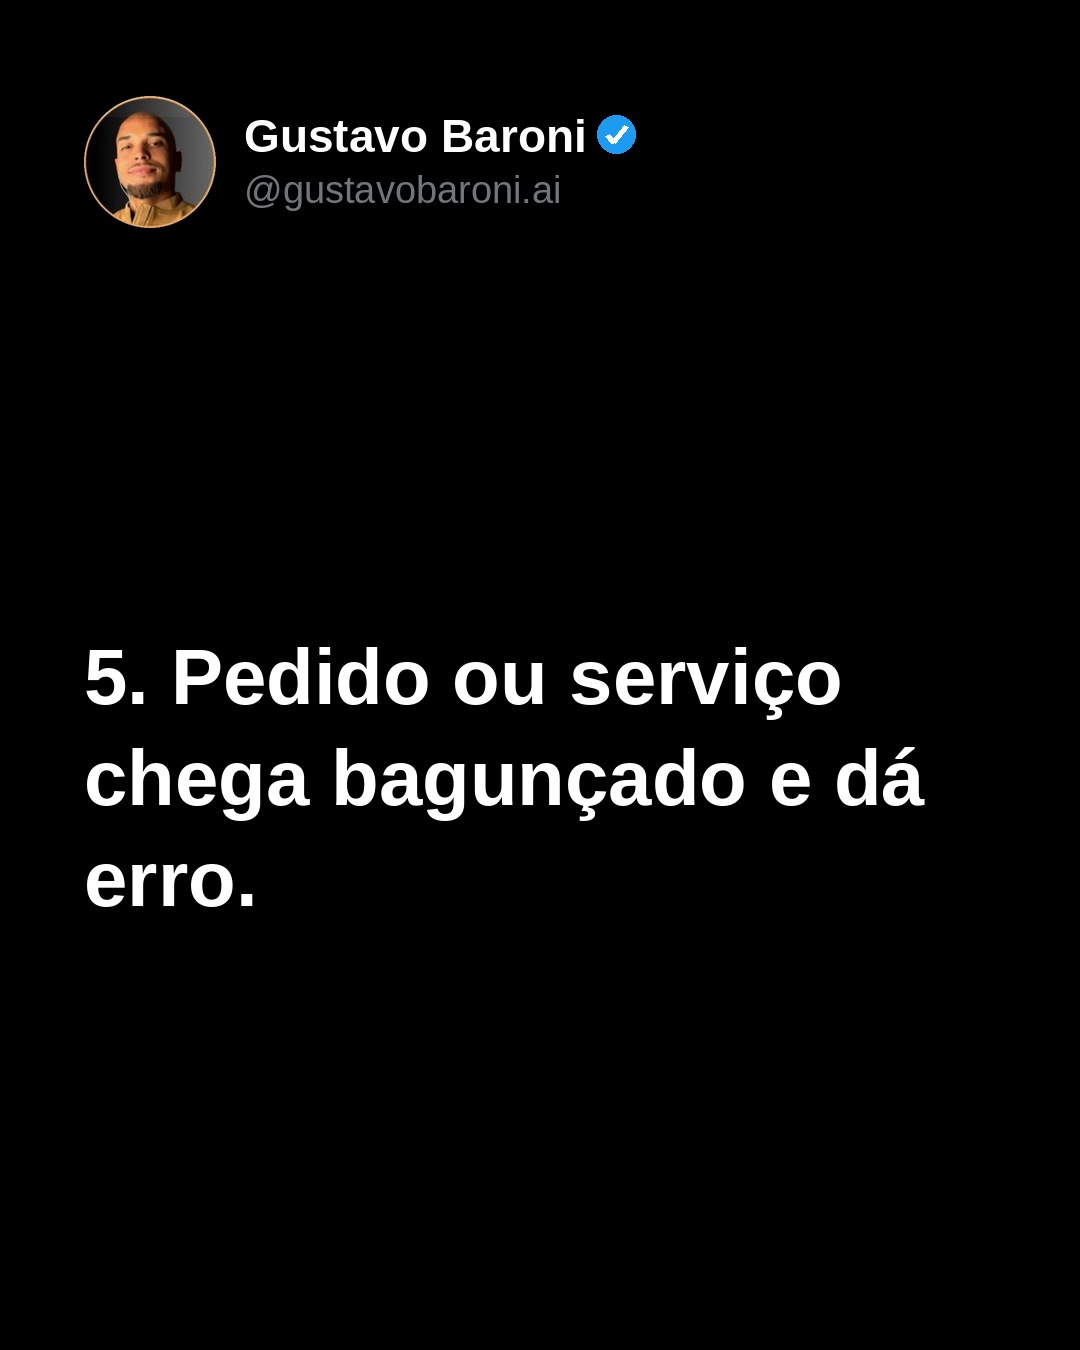 Gustavo Baroni
@gustavobaroni.ai
5. Pedido ou serviço
chega bagunçado e dá
erro.